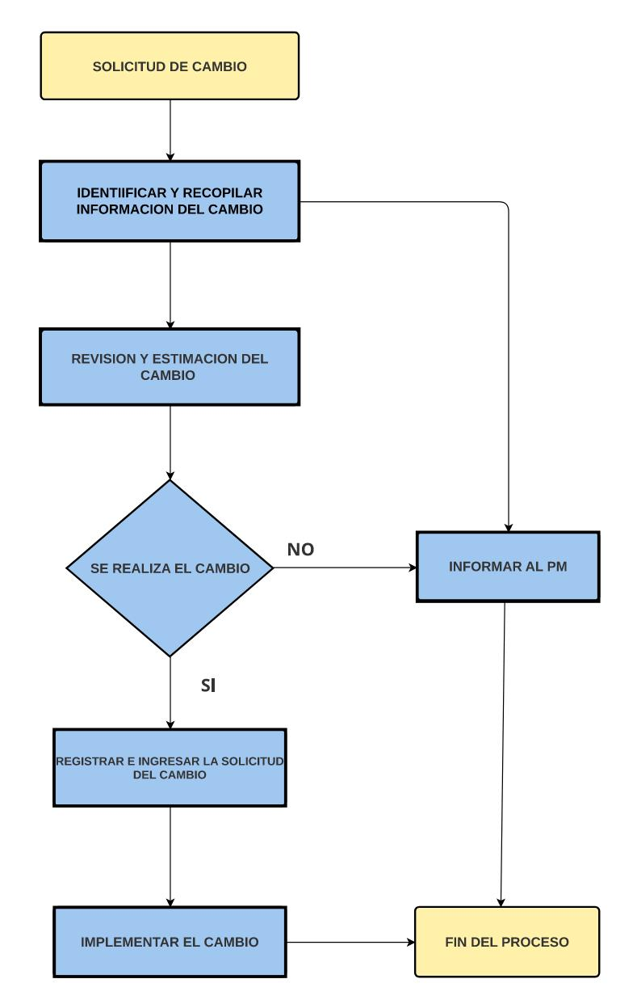 SOLICITUD DE CAMBIO
IDENTIIFICAR Y RECOPILAR
INFORMACION DEL CAMBIO
REVISION Y ESTIMACION DEL
CAMBIO
SE REALIZA EL CAMBIO
NO
INFORMAR AL PM
SI
REGISTRAR E INGRESAR LA SOLICITUD
DEL CAMBIO
IMPLEMENTAR EL CAMBIO
FIN DEL PROCESO